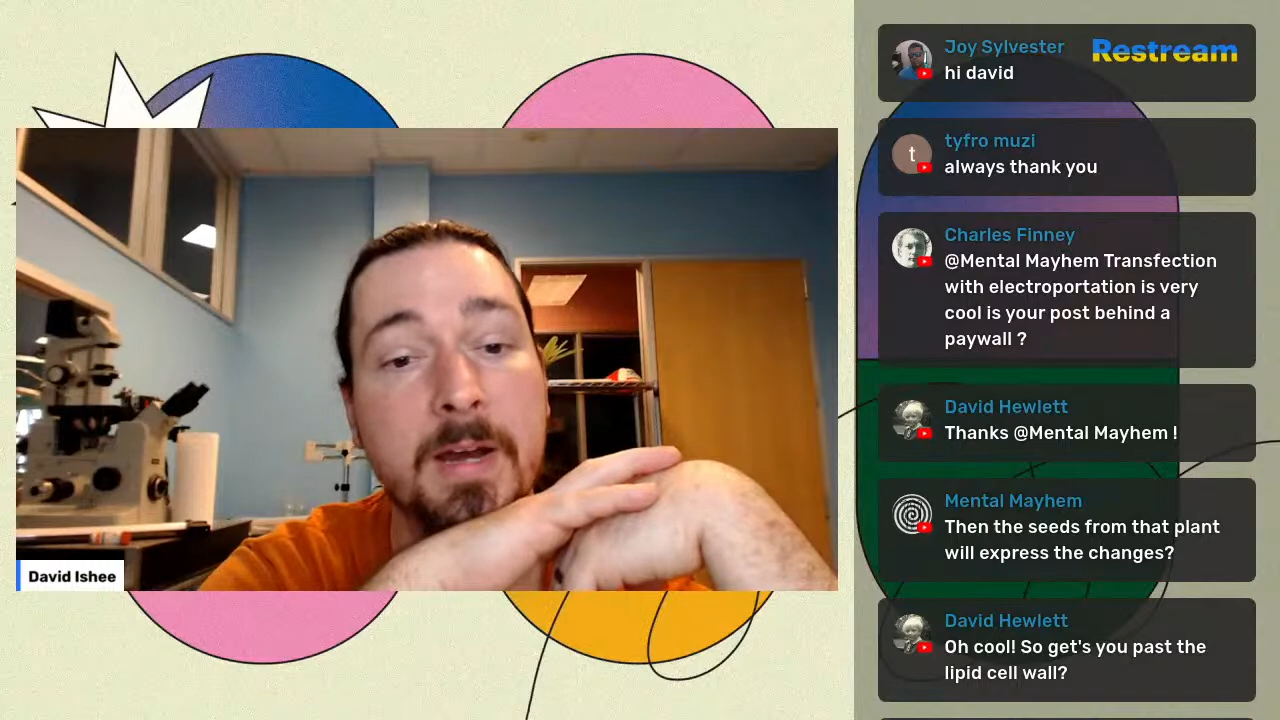 David Ishee
Restream
Joy Sylvester
hi david
t
tyfro muzi
always thank you
Charles Finney
@Mental Mayhem Transfection
with electroportation is very
cool is your post behind a
paywall ?
David Hewlett
Thanks @Mental Mayhem !
Mental Mayhem
Then the seeds from that plant
will express the changes?
David Hewlett
Oh cool! So get's you past the
lipid cell wall?